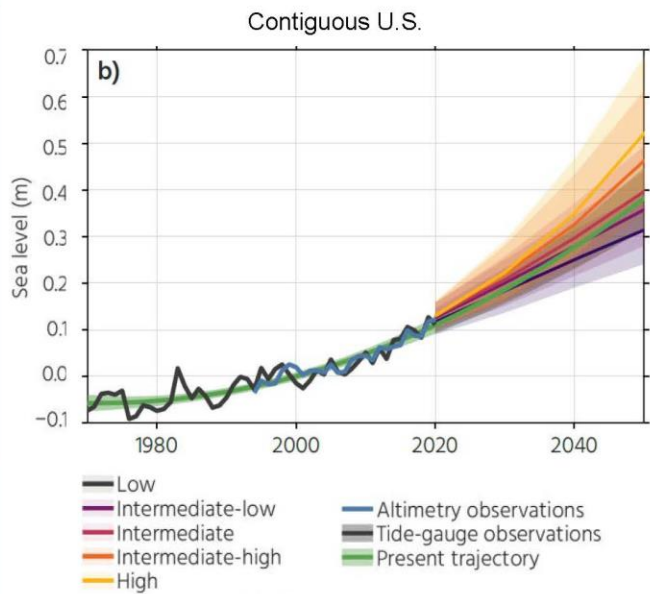 Contiguous U.S.
b)
0.7
0.6
0.5
0.4
0.3
0.2
0.1
0.0
−0.1
Sea level (m)
1980 2000 2020 2040
Low
Intermediate-low
Intermediate
Intermediate-high
High
Altimetry observations
Tide-gauge observations
Present trajectory